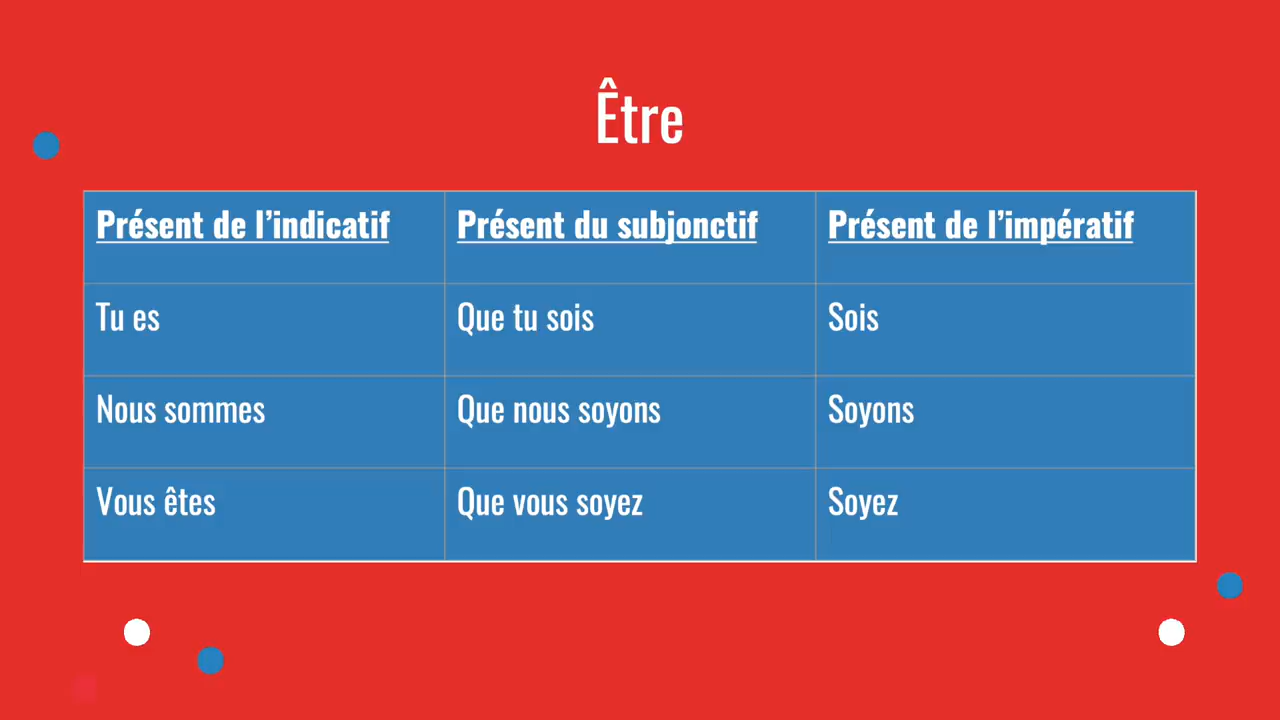 Être
Présent de l’indicatif Présent du subjonctif Présent de l’impératif
Tu es Que tu sois Sois
Nous sommes Que nous soyons Soyons
Vous êtes Que vous soyez Soyez